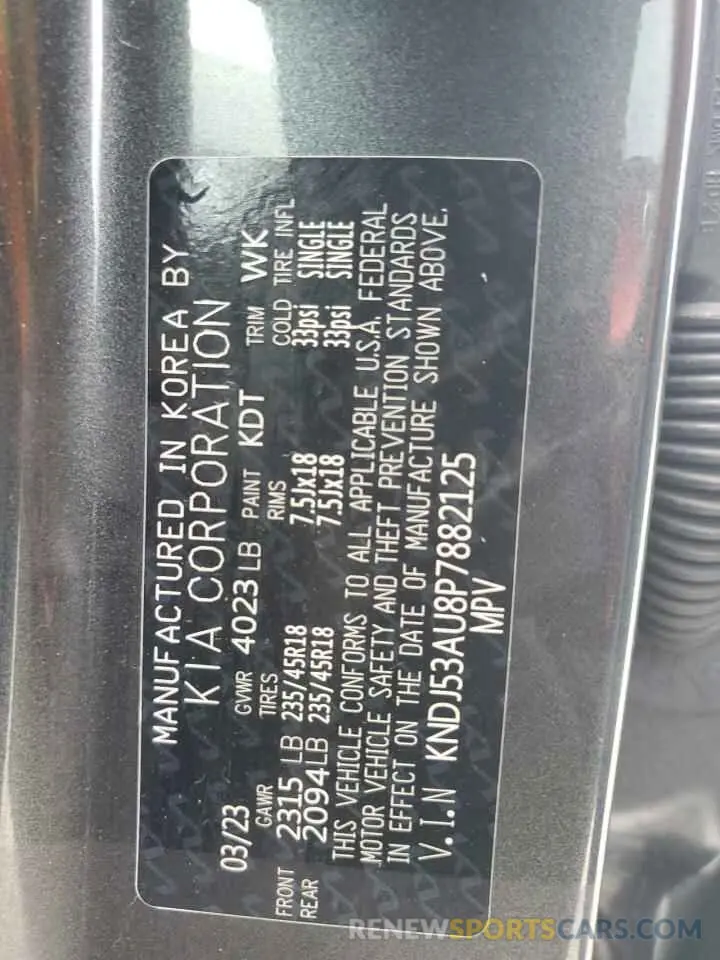 MANUFACTURED IN KOREA BY
KIA CORPORATION
03/23 GVWR 4023 LB PAINT KDT TRIM WK
GAWR TIRES RIMS COLD TIRE INFL
FRONT 2315 LB 235/45R18 7.5Jx18 33psi SINGLE
REAR 2094 LB 235/45R18 7.5Jx18 33psi SINGLE
THIS VEHICLE CONFORMS TO ALL APPLICABLE U.S.A. FEDERAL
MOTOR VEHICLE SAFETY AND THEFT PREVENTION STANDARDS
IN EFFECT ON THE DATE OF MANUFACTURE SHOWN ABOVE.
V.I.N KNDJ53AU8P7882125
MPV
RENEWSPORTSCARS.COM